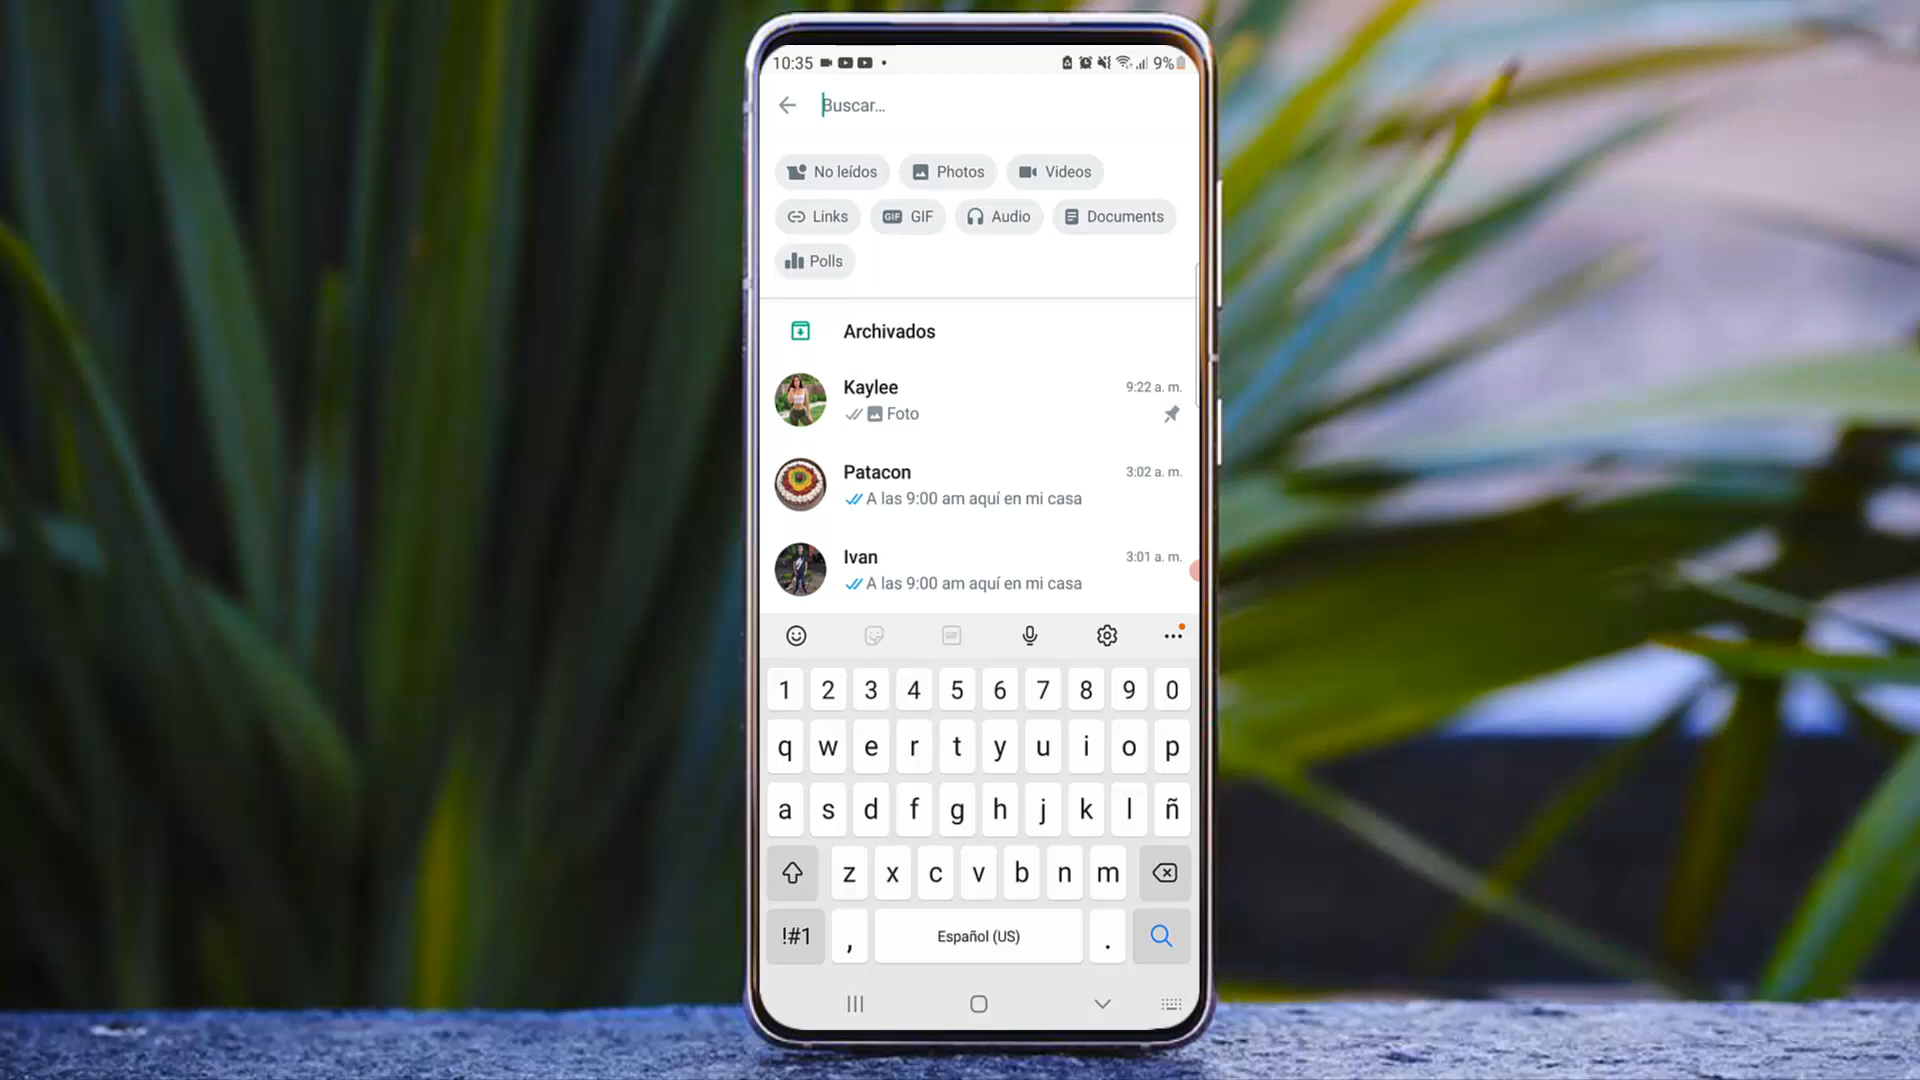 10:35 9%
Buscar...
No leídos Photos Videos
Links GIF GIF Audio Documents
Polls
Archivados
Kaylee 9:22 a. m.
Foto
Patacon 3:02 a. m.
A las 9:00 am aquí en mi casa
Ivan 3:01 a. m.
A las 9:00 am aquí en mi casa
GIF
1 2 3 4 5 6 7 8 9 0
q w e r t y u i o p
a s d f g h j k l ñ
z x c v b n m
!#1 , Español (US) .